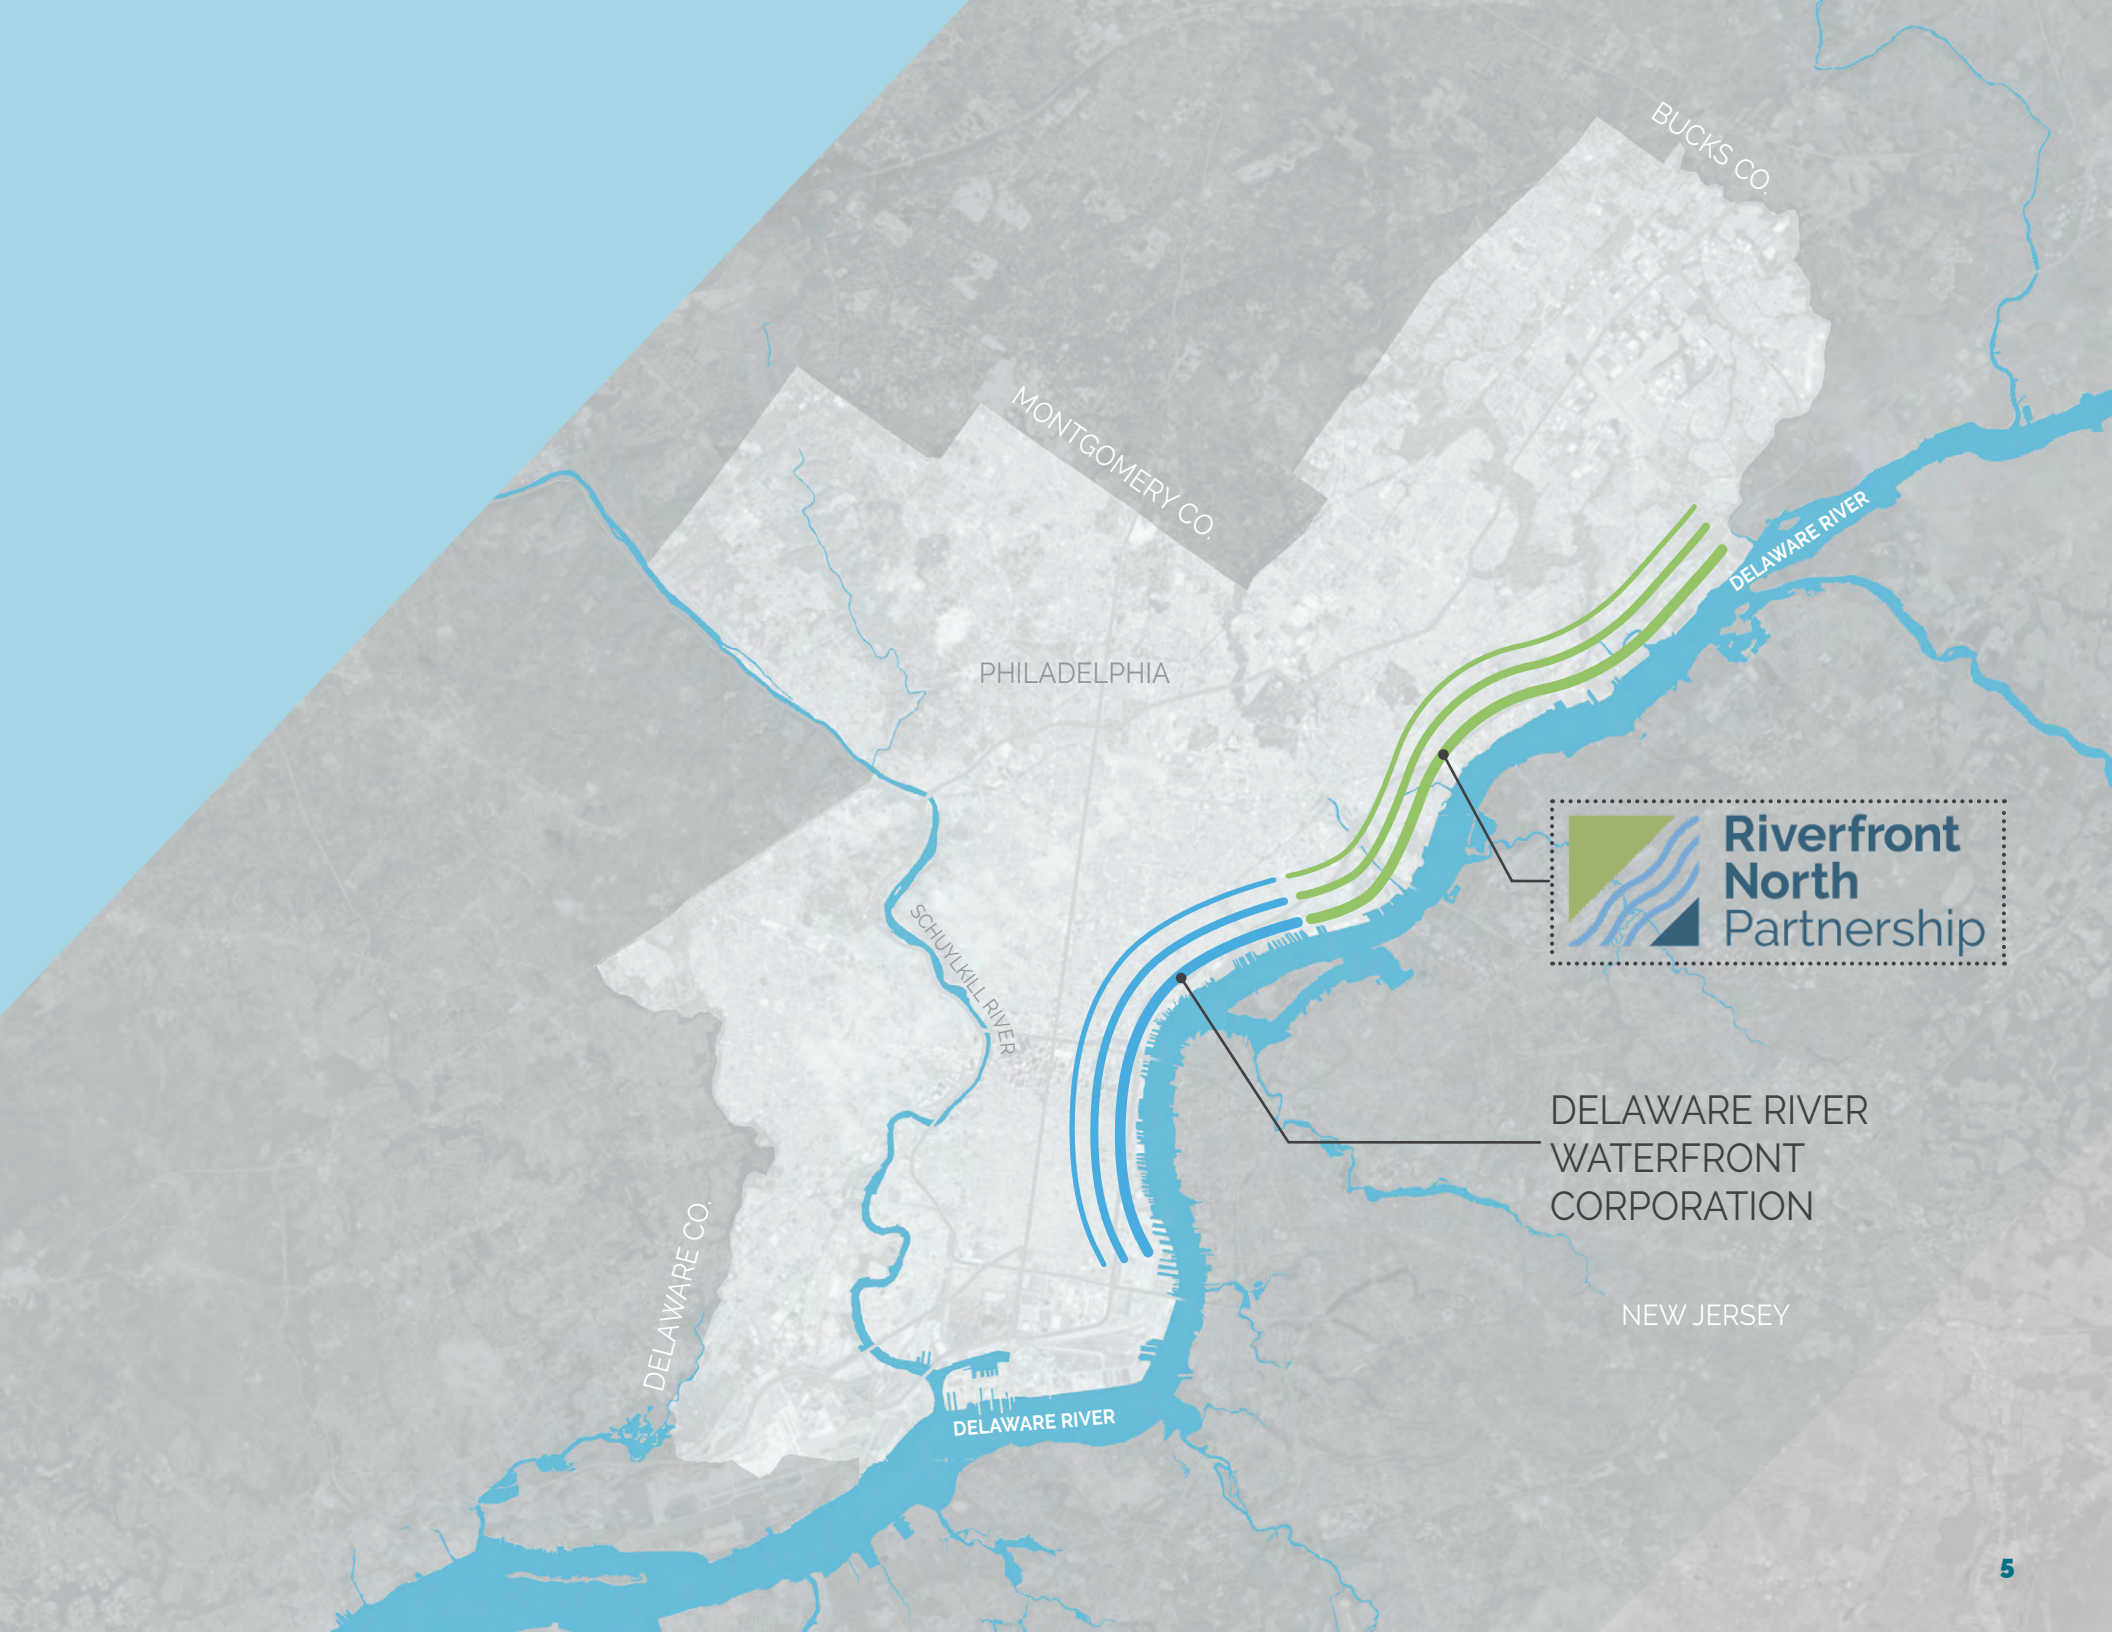 BUCKS CO.
MONTGOMERY CO.
DELAWARE RIVER
PHILADELPHIA
Riverfront
North
Partnership
SCHUYLKILL RIVER
DELAWARE RIVER
WATERFRONT
CORPORATION
DELAWARE CO.
NEW JERSEY
DELAWARE RIVER
5